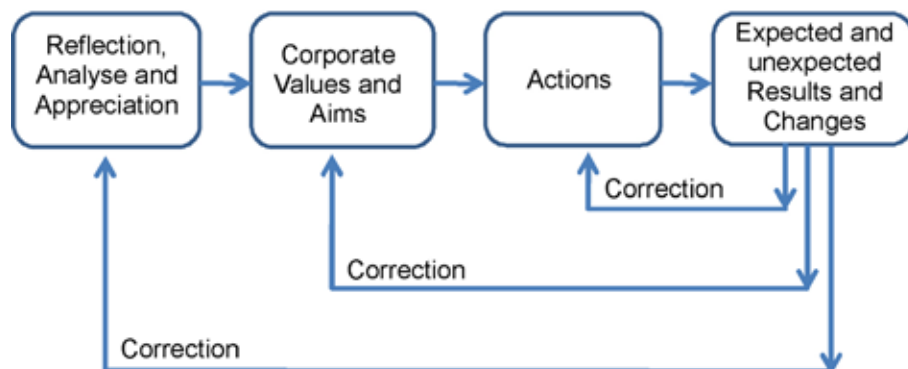 Reflection,
Analyse and
Appreciation
Corporate
Values and
Aims
Actions
Expected and
unexpected
Results and
Changes
Correction
Correction
Correction